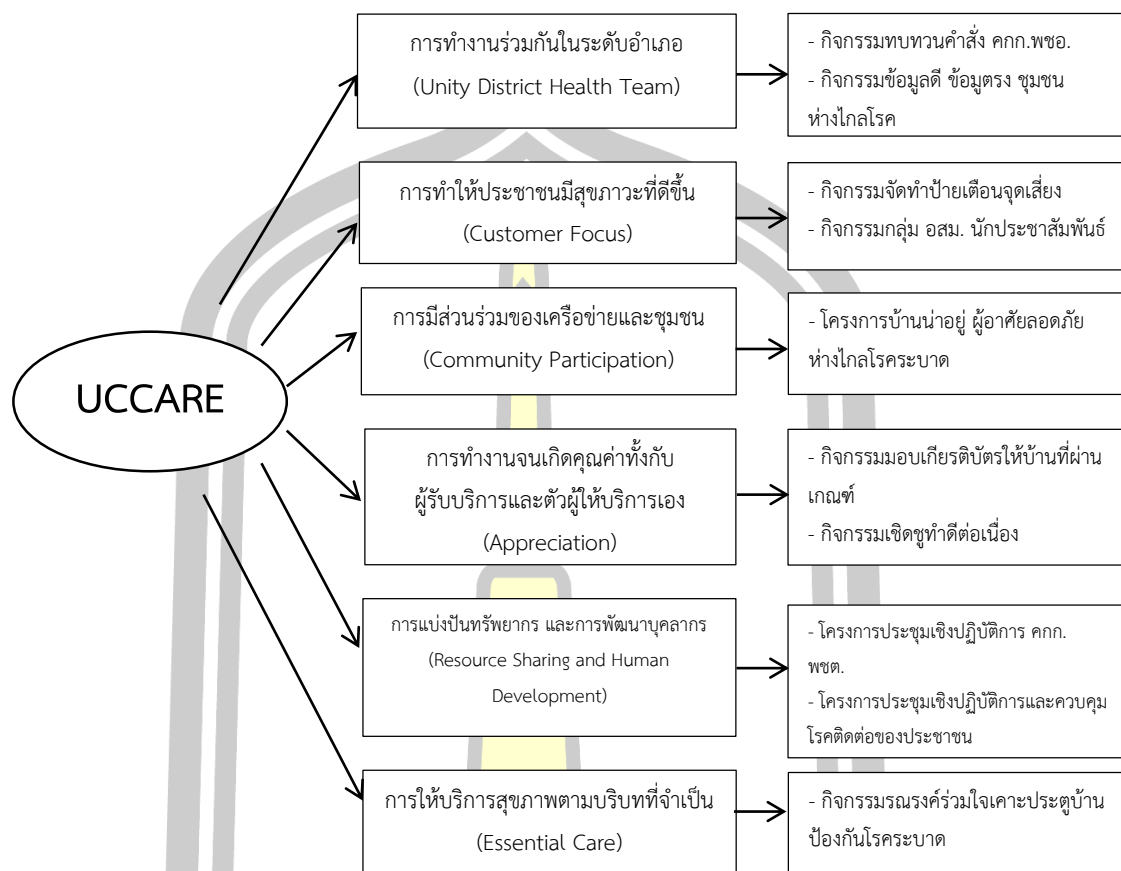 การทำงานร่วมกันในระดับอำเภอ
(Unity District Health Team)
- กิจกรรมทบทวนคำสั่ง คกก.พชอ.
- กิจกรรมข้อมูลดี ข้อมูตรง ชุมชน
ห่างไกลโรค
การทำให้ประชาชนมีสุขภาวะที่ดีขึ้น
(Customer Focus)
- กิจกรรมจัดทำป้ายเตือนจุดเสี่ยง
- กิจกรรมกลุ่ม อสม. นักประชาสัมพันธ์
การมีส่วนร่วมของเครือข่ายและชุมชน
(Community Participation)
- โครงการบ้านน่าอยู่ ผู้อาศัยลอดภัย
ห่างไกลโรคระบาด
UCCARE
การทำงานจนเกิดคุณค่าทั้งกับ
ผู้รับบริการและตัวผู้ให้บริการเอง
(Appreciation)
- กิจกรรมมอบเกียรติบัตรให้บ้านที่ผ่าน
เกณฑ์
- กิจกรรมเชิดชูทำดีต่อเนื่อง
การแบ่งปันทรัพยากร และการพัฒนาบุคลากร
(Resource Sharing and Human
Development)
- โครงการประชุมเชิงปฏิบัติการ คกก.
พชต.
- โครงการประชุมเชิงปฏิบัติการและควบคุม
โรคติดต่อของประชาชน
การให้บริการสุขภาพตามบริบทที่จำเป็น
(Essential Care)
- กิจกรรมรณรงค์ร่วมใจเคาะประตูบ้าน
ป้องกันโรคระบาด